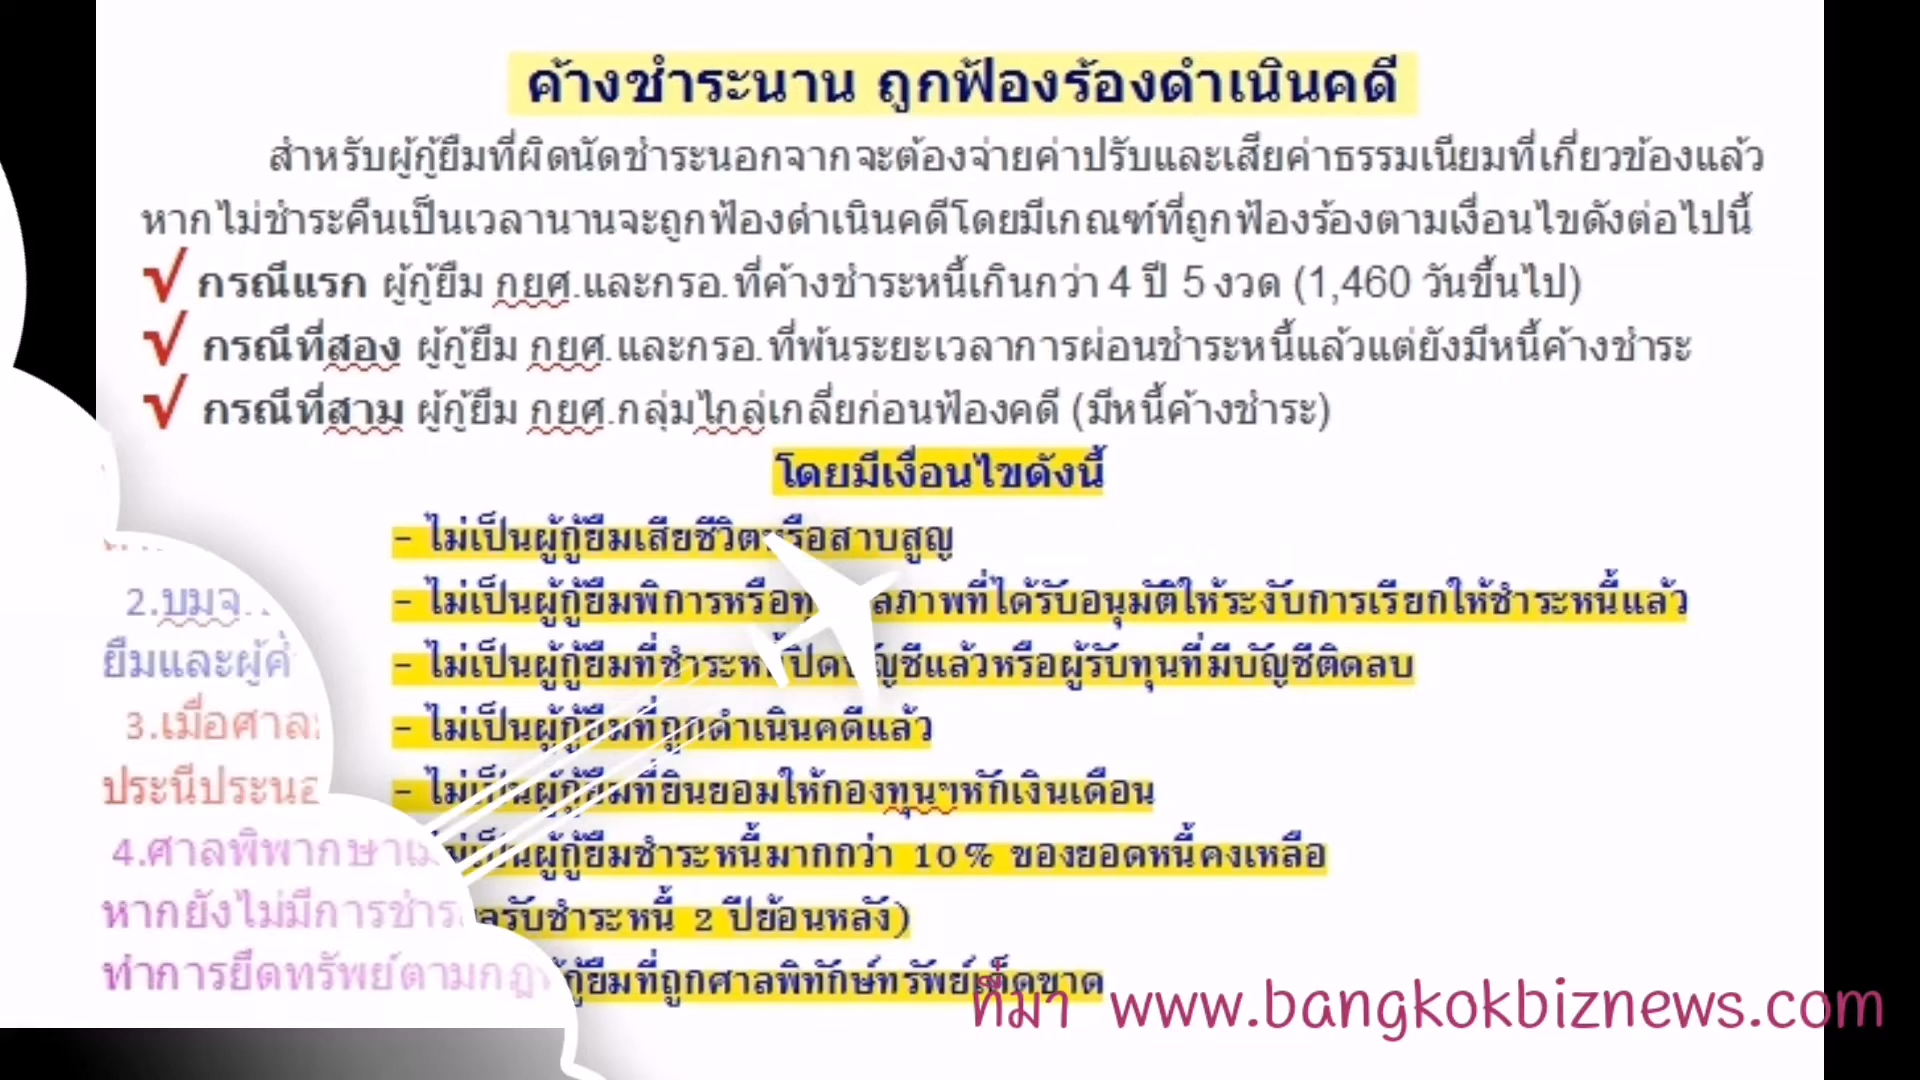 ค้างชำระนาน ถูกฟ้องร้องดำเนินคดี
สำหรับผู้กู้ยืมที่ผิดนัดชำระนอกจากจะต้องจ่ายค่าปรับและเสียค่าธรรมเนียมที่เกี่ยวข้องแล้ว
หากไม่ชำระคืนเป็นเวลานานจะถูกฟ้องดำเนินคดีโดยมีเกณฑ์ที่ถูกฟ้องร้องตามเงื่อนไขดังต่อไปนี้
√ กรณีแรก ผู้กู้ยืม กยศ.และกรอ.ที่ค้างชำระหนี้เกินกว่า 4 ปี 5 งวด (1,460 วันขึ้นไป)
√ กรณีที่สอง ผู้กู้ยืม กยศ.และกรอ.ที่พ้นระยะเวลาการผ่อนชำระหนี้แล้วแต่ยังมีหนี้ค้างชำระ
√ กรณีที่สาม ผู้กู้ยืม กยศ.กลุ่มไกล่เกลี่ยก่อนฟ้องคดี (มีหนี้ค้างชำระ)
โดยมีเงื่อนไขดังนี้
- ไม่เป็นผู้กู้ยืมเสียชีวิตหรือสาบสูญ
- ไม่เป็นผู้กู้ยืมพิการหรือ ที่ได้รับอนุมัติให้ระงับการเรียกให้ชำระหนี้แล้ว
- ไม่เป็นผู้กู้ยืมที่ชำระหนี้ปิดบัญชีแล้วหรือผู้รับทุนที่มีบัญชีติดลบ
- ไม่เป็นผู้กู้ยืมที่ถูกดำเนินคดีแล้ว
- ไม่เป็นผู้กู้ยืมที่ยินยอมให้กองทุนฯหักเงินเดือน
ไม่เป็นผู้กู้ยืมชำระหนี้มากกว่า 10% ของยอดหนี้คงเหลือ
รับชำระหนี้ 2 ปีย้อนหลัง)
ผู้กู้ยืมที่ถูกศาลพิทักษ์ทรัพย์เด็ดขาด
2.บมจ.
ยืมและผู้ค้ำ
3.เมื่อศาล
ประนีประนอ
4.ศาลพิพากษา
หากยังไม่มีการชำร
ทำการยึดทรัพย์ตามกฎ
ที่มา www.bangkokbiznews.com